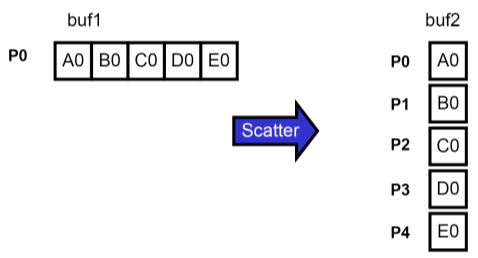 buf1 buf2
P0 A0 B0 C0 D0 E0 P0 A0
P1 B0
Scatter
P2 C0
P3 D0
P4 E0